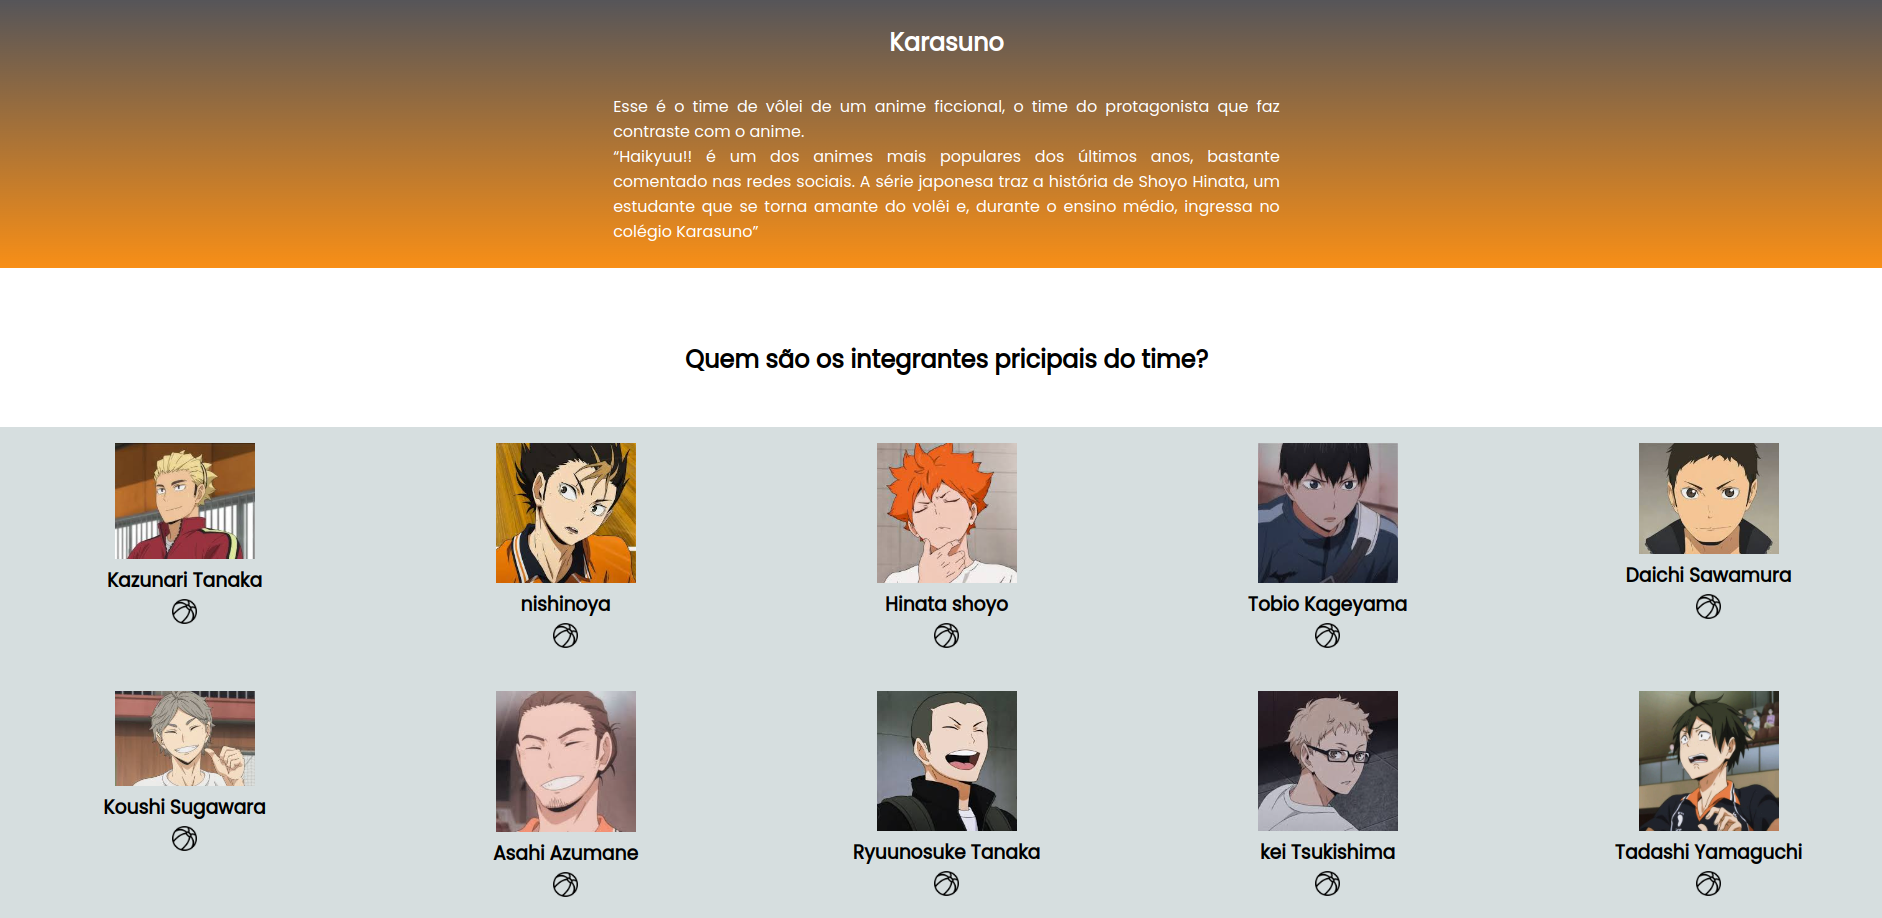 Karasuno
Esse é o time de vôlei de um anime ficcional, o time do protagonista que faz
contraste com o anime.
“Haikyuu!! é um dos animes mais populares dos últimos anos, bastante
comentado nas redes sociais. A série japonesa traz a história de Shoyo Hinata, um
estudante que se torna amante do volêi e, durante o ensino médio, ingressa no
colégio Karasuno”
Quem são os integrantes pricipais do time?
Kazunari Tanaka
nishinoya
Hinata shoyo
Tobio Kageyama
Daichi Sawamura
Koushi Sugawara
Asahi Azumane
Ryuunosuke Tanaka
kei Tsukishima
Tadashi Yamaguchi